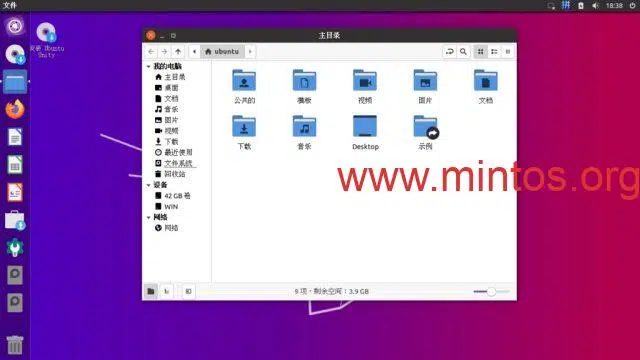 文件
18:38
安装 Ubuntu
Unity
主目录
ubuntu
我的电脑
主目录
桌面
文档
音乐
图片
视频
下载
最近使用
文件系统
回收站
设备
42 GB 卷
WIN
网络
网络
公共的
模板
视频
图片
文档
下载
音乐
Desktop
示例
www.mintos.org
9 项，剩余空间：3.9 GB